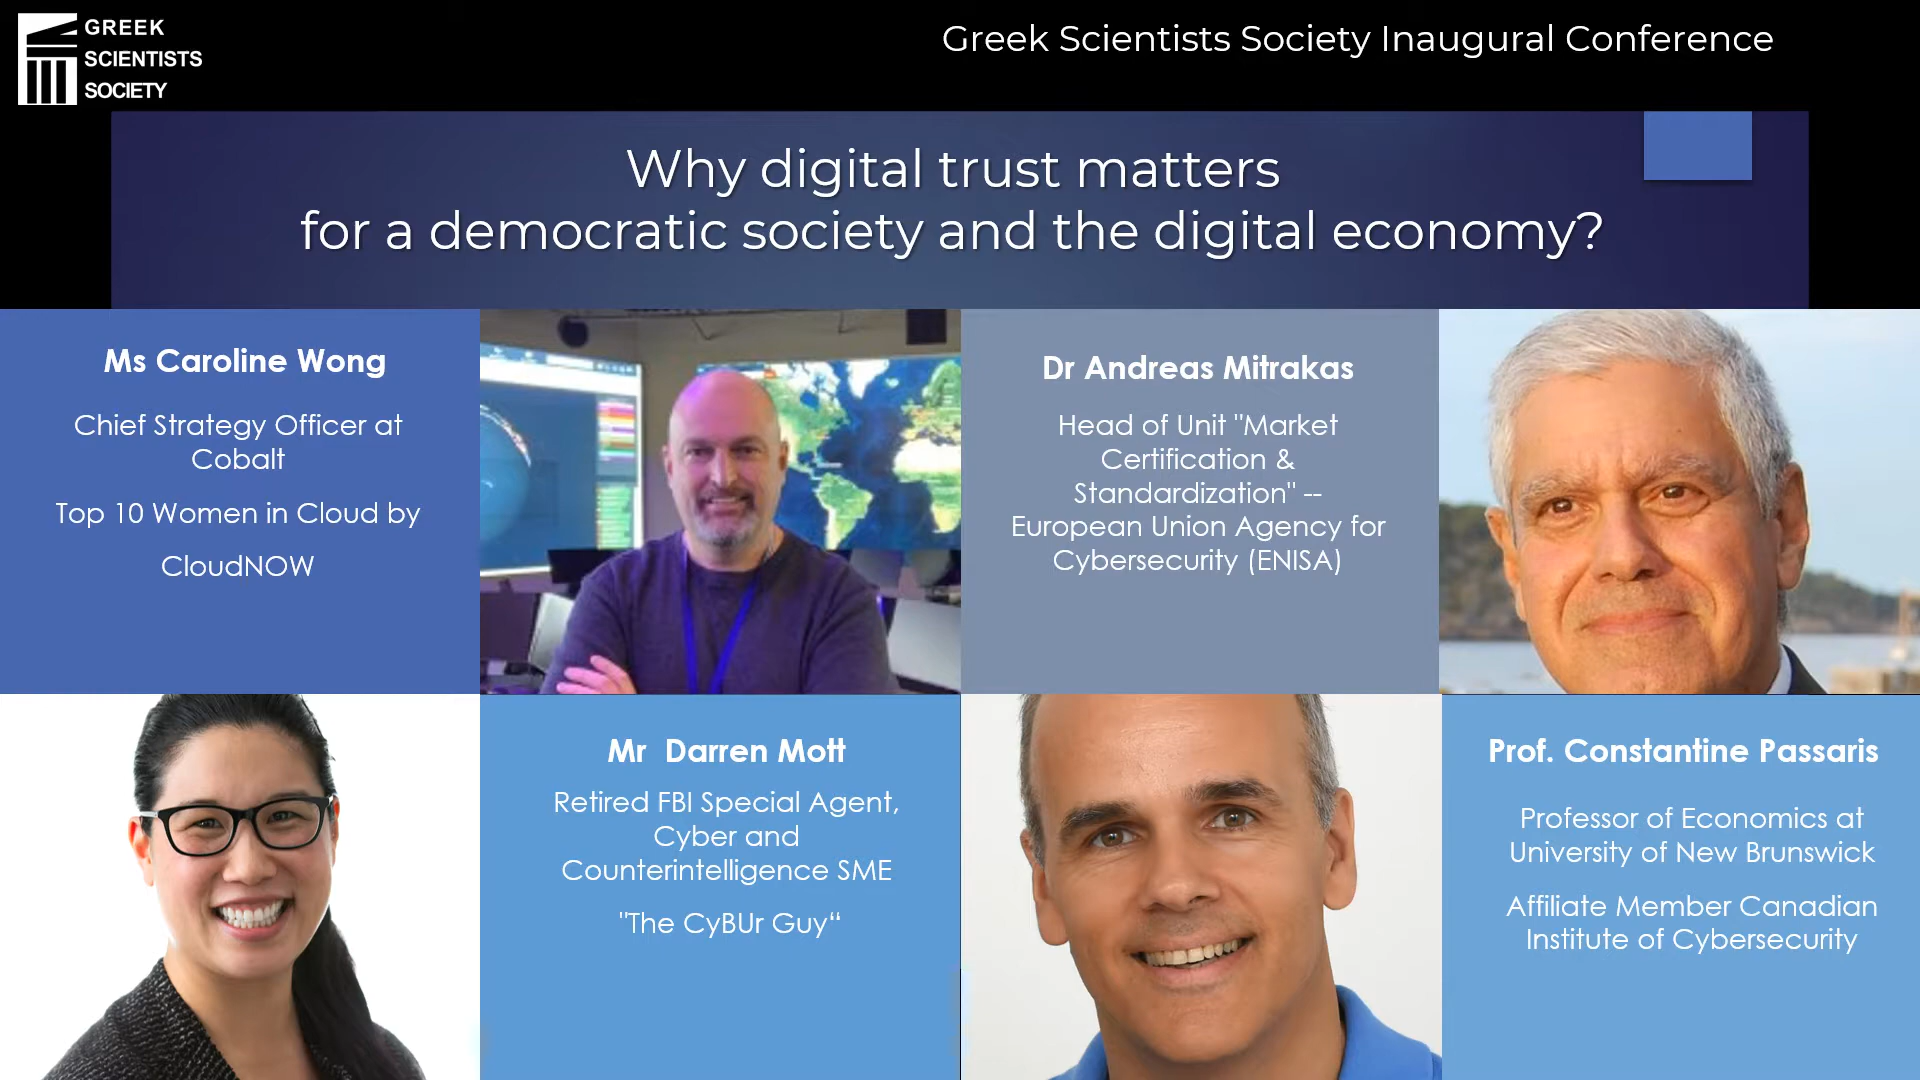 GREEK
SCIENTISTS
SOCIETY
Greek Scientists Society Inaugural Conference
Why digital trust matters
for a democratic society and the digital economy?
Ms Caroline Wong
Chief Strategy Officer at
Cobalt
Top 10 Women in Cloud by
CloudNOW
Dr Andreas Mitrakas
Head of Unit "Market
Certification &
Standardization" --
European Union Agency for
Cybersecurity (ENISA)
Mr  Darren Mott
Retired FBI Special Agent,
Cyber and
Counterintelligence SME
"The CyBUr Guy“
Prof. Constantine Passaris
Professor of Economics at
University of New Brunswick
Affiliate Member Canadian
Institute of Cybersecurity